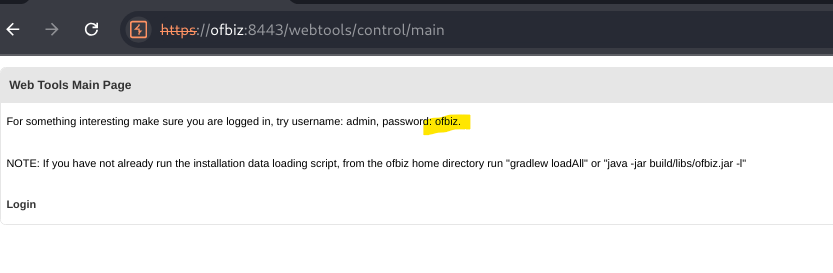 https://ofbiz:8443/webtools/control/main
Web Tools Main Page
For something interesting make sure you are logged in, try username: admin, password: ofbiz.
NOTE: If you have not already run the installation data loading script, from the ofbiz home directory run "gradlew loadAll" or "java -jar build/libs/ofbiz.jar -l"
Login